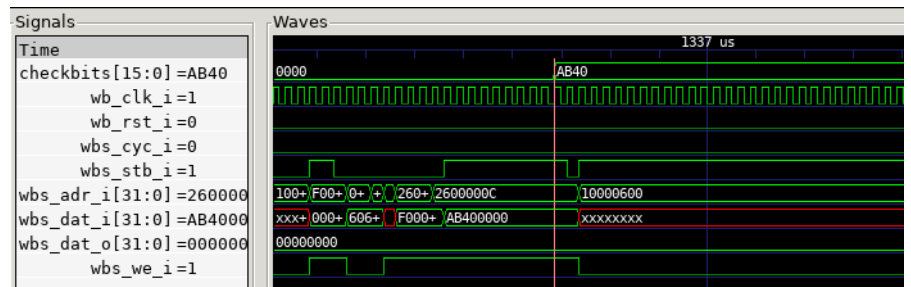 Signals
Waves
Time
1337 us
checkbits[15:0]=AB40
0000
AB40
wb_clk_i=1
wb_rst_i=0
wbs_cyc_i=0
wbs_stb_i=1
wbs_adr_i[31:0]=260000
100+ F00+ 0+ + 260+ 2600000C 10000600
wbs_dat_i[31:0]=AB4000
xxx+ 000+ 606+ F000+ AB400000 xxxxxxxx
wbs_dat_o[31:0]=000000
00000000
wbs_we_i=1